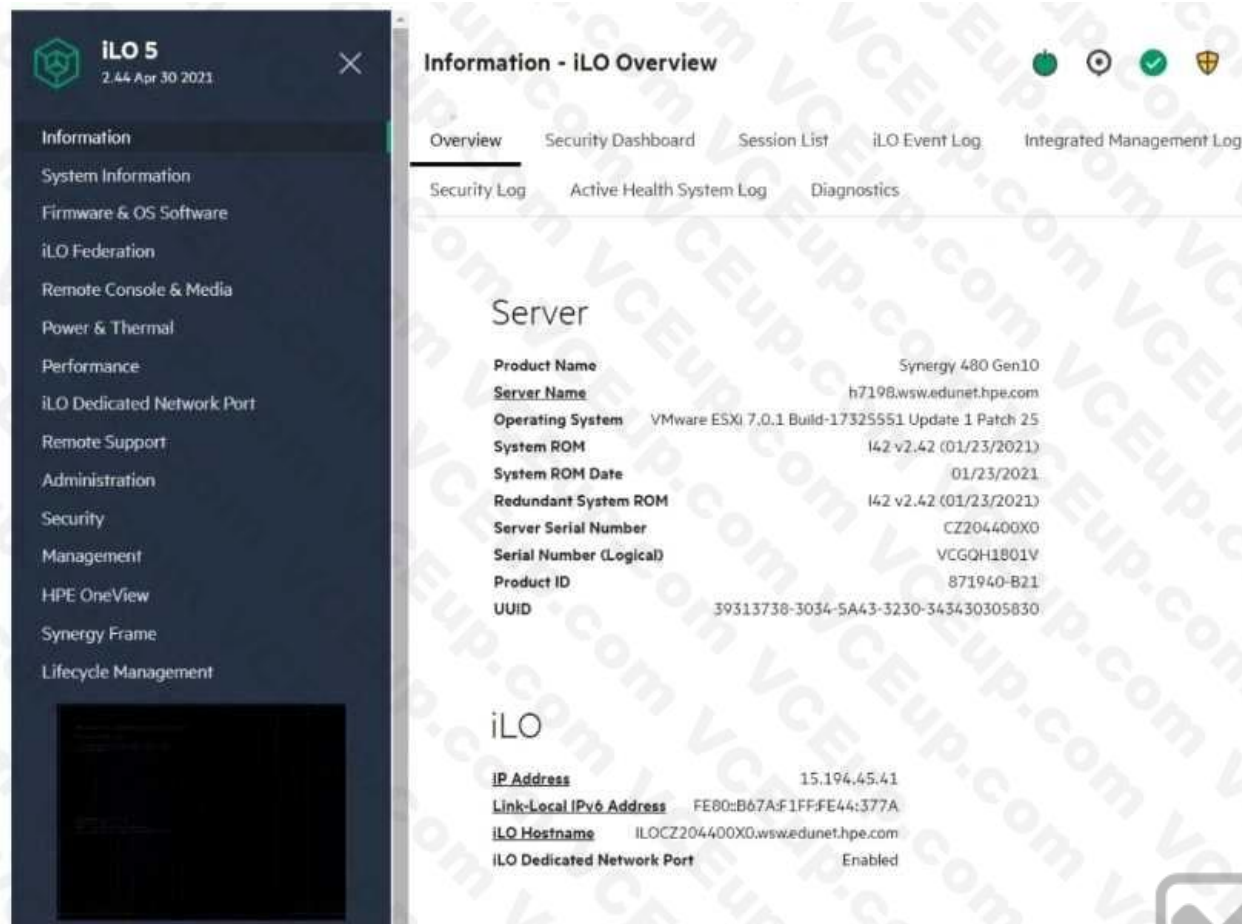 iLO 5
2.44 Apr 30 2021
Information
System Information
Firmware & OS Software
iLO Federation
Remote Console & Media
Power & Thermal
Performance
iLO Dedicated Network Port
Remote Support
Administration
Security
Management
HPE OneView
Synergy Frame
Lifecycle Management
Information - iLO Overview
Overview Security Dashboard Session List iLO Event Log Integrated Management Log
Security Log Active Health System Log Diagnostics
Server
Product Name Synergy 480 Gen10
Server Name h7198.wsw.edunet.hpe.com
Operating System VMware ESXi 7.0.1 Build-17325551 Update 1 Patch 25
System ROM I42 v2.42 (01/23/2021)
System ROM Date 01/23/2021
Redundant System ROM I42 v2.42 (01/23/2021)
Server Serial Number CZ204400X0
Serial Number (Logical) VCGQH1801V
Product ID 871940-B21
UUID 39313738-3034-5A43-3230-343430305830
iLO
IP Address 15.194.45.41
Link-Local IPv6 Address FE80::B67A:F1FF:FE44:377A
iLO Hostname ILOCZ204400X0.wsw.edunet.hpe.com
iLO Dedicated Network Port Enabled
VCEup.com